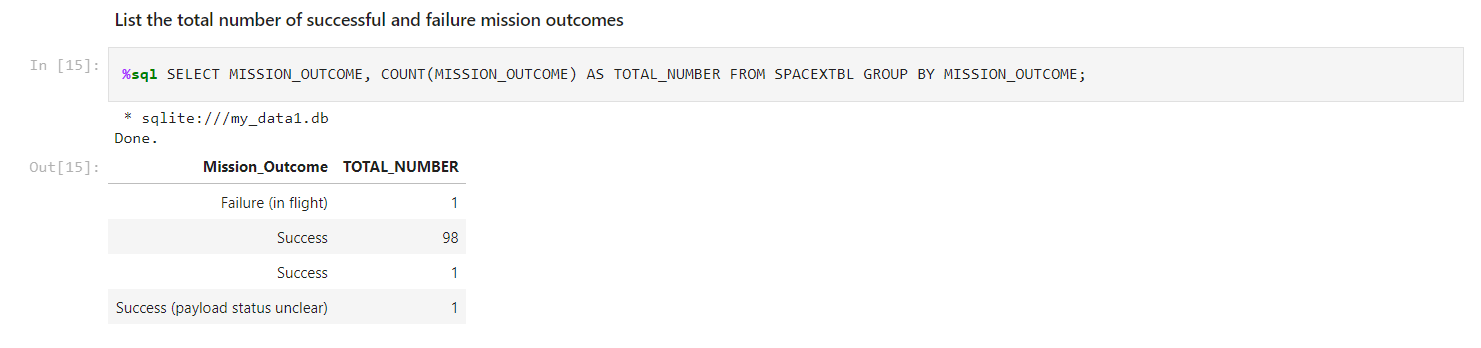 List the total number of successful and failure mission outcomes
In [15]: %sql SELECT MISSION_OUTCOME, COUNT(MISSION_OUTCOME) AS TOTAL_NUMBER FROM SPACEXTBL GROUP BY MISSION_OUTCOME;
* sqlite:///my_data1.db
Done.
Out[15]: Mission_Outcome TOTAL_NUMBER
Failure (in flight) 1
Success 98
Success 1
Success (payload status unclear) 1